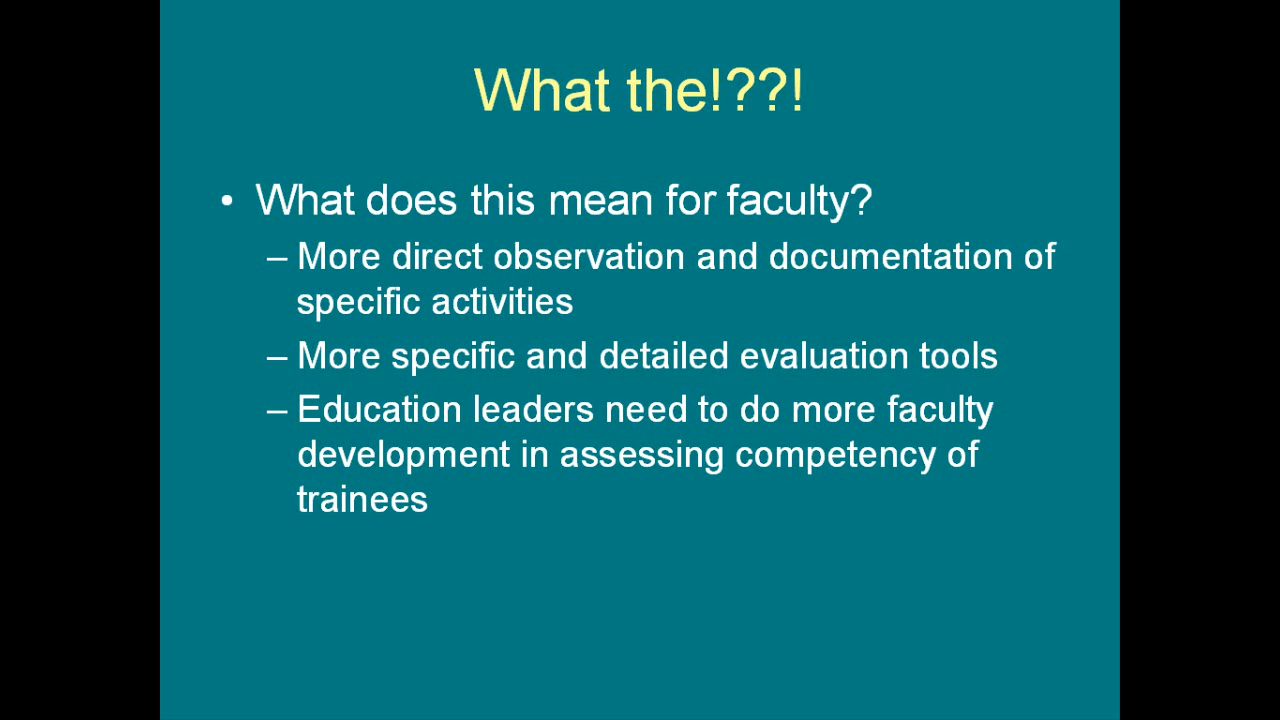 What the!??!
• What does this mean for faculty?
– More direct observation and documentation of
specific activities
– More specific and detailed evaluation tools
– Education leaders need to do more faculty
development in assessing competency of
trainees